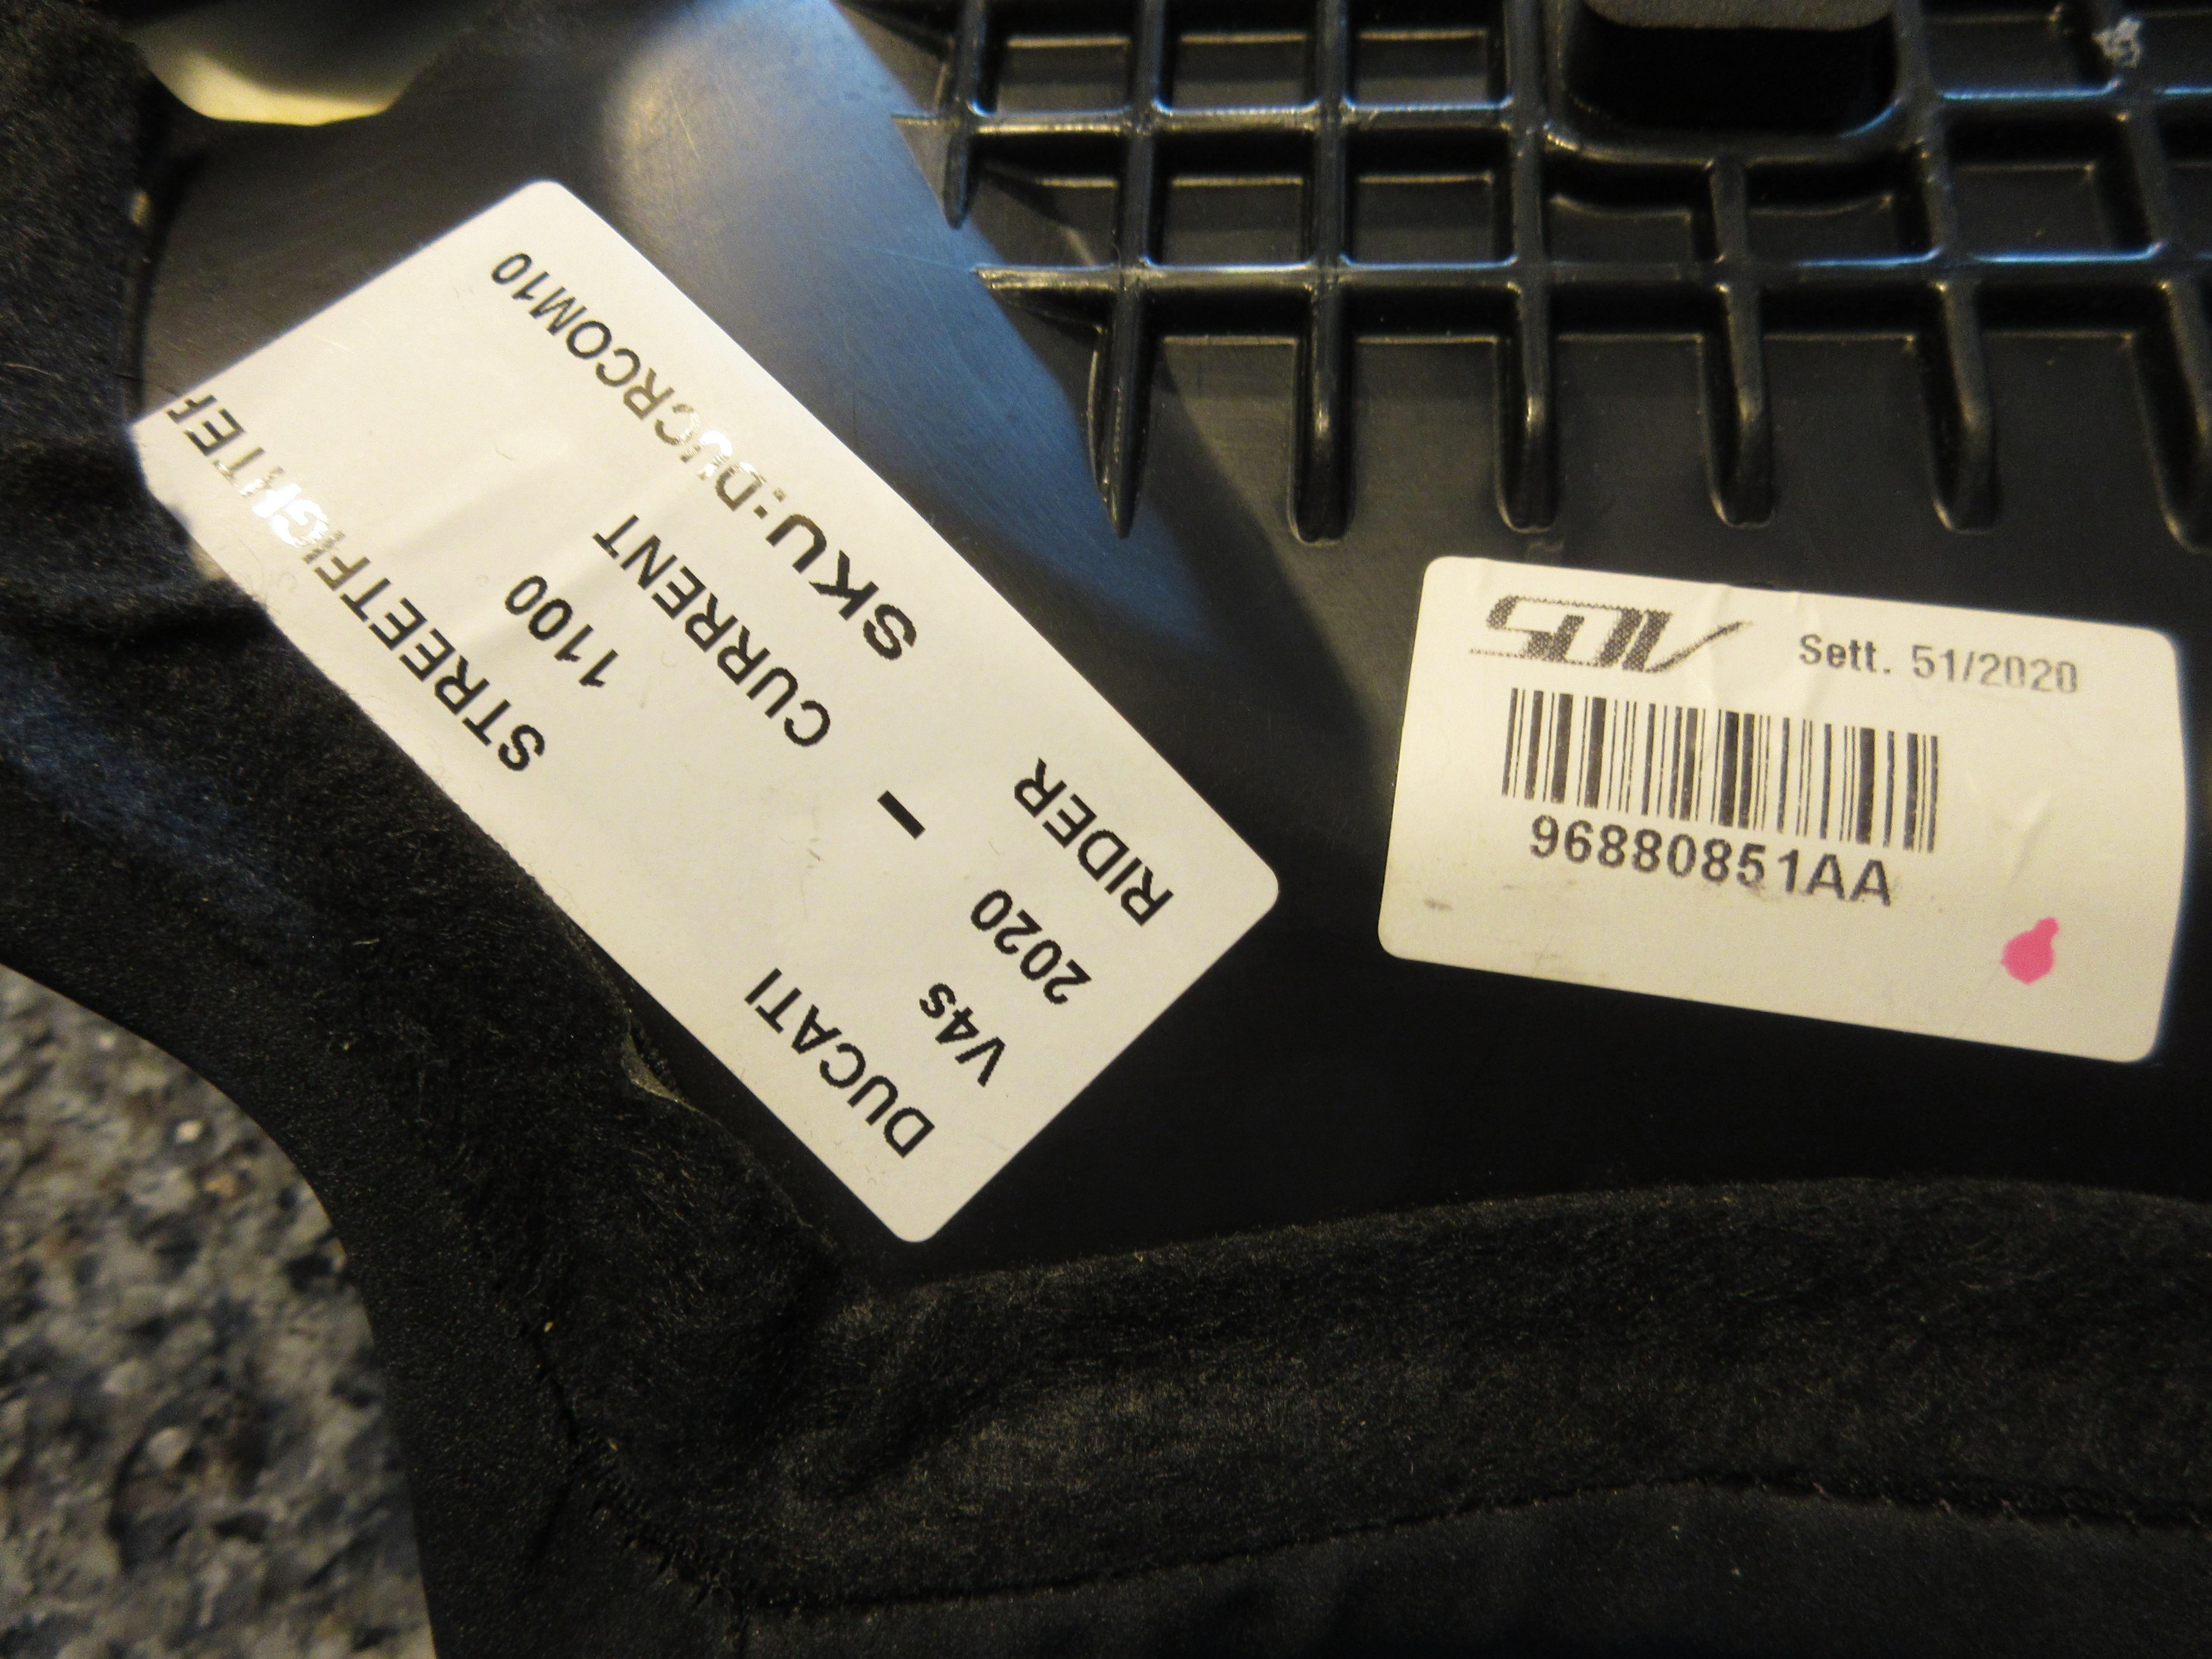 DUCATI STREETFIGHTER
V4s 1100
2020 - CURRENT
RIDER SKU:DUCRCOM10
SDV Sett. 51/2020
96880851AA